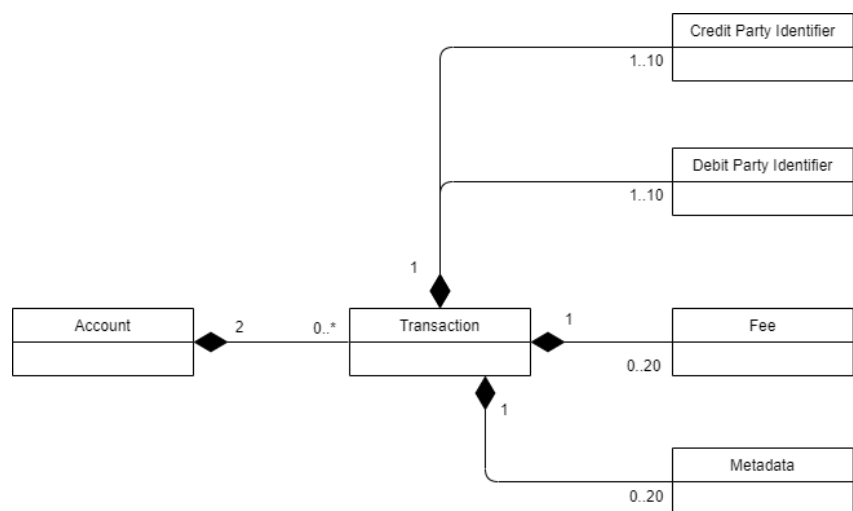 Credit Party Identifier
1..10
Debit Party Identifier
1..10
1
Account
2
0..*
Transaction
1
Fee
0..20
1
Metadata
0..20